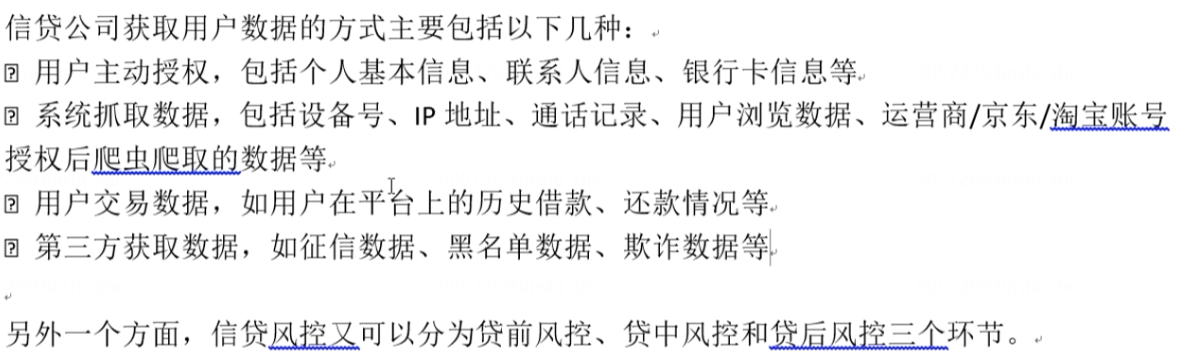 信贷公司获取用户数据的方式主要包括以下几种：
用户主动授权，包括个人基本信息、联系人信息、银行卡信息等
系统抓取数据，包括设备号、IP 地址、通话记录、用户浏览数据、运营商/京东/淘宝账号
授权后爬虫爬取的数据等
用户交易数据，如用户在平台上的历史借款、还款情况等
第三方获取数据，如征信数据、黑名单数据、欺诈数据等
另外一个方面，信贷风控又可以分为贷前风控、贷中风控和贷后风控三个环节。